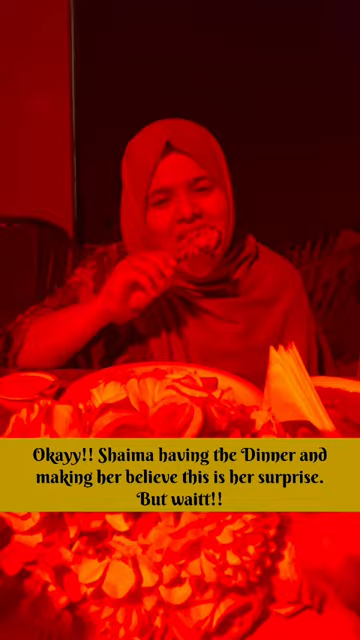 Okayy!! Shaima having the Dinner and
making her believe this is her surprise.
But waitt!!